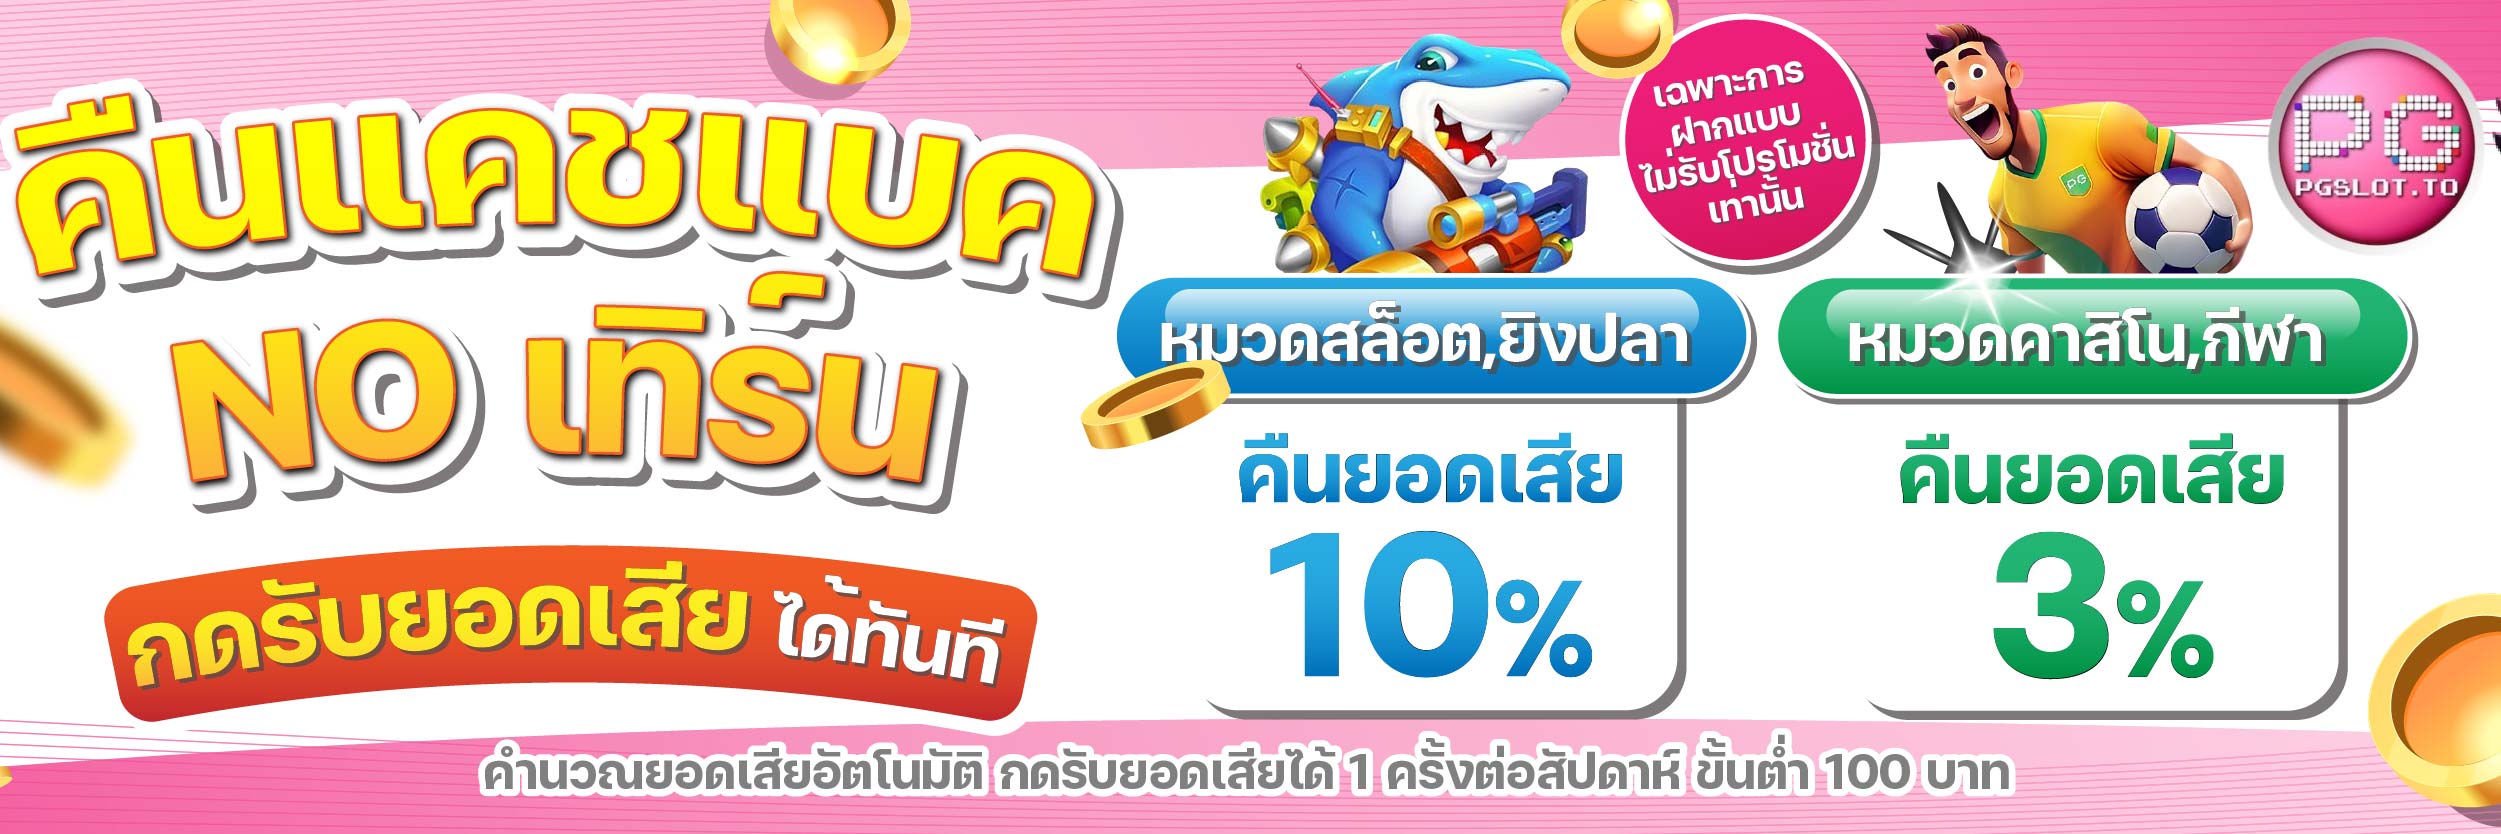 คืนแคชแบค
NO เทิร์น
กดรับยอดเสีย ได้ทันที
เฉพาะการ
ฝากแบบ
ไม่รับโปรโมชั่น
เทานั้น
PG
PGSLOT.TO
PG
หมวดสล็อต,ยิงปลา
คืนยอดเสีย
10%
หมวดคาสิโน,กีฬา
คืนยอดเสีย
3%
คำนวณยอดเสียอัตโนมัติ กดรับยอดเสียได้ 1 ครั้งต่อสัปดาห์ ขั้นต่ำ 100 บาท